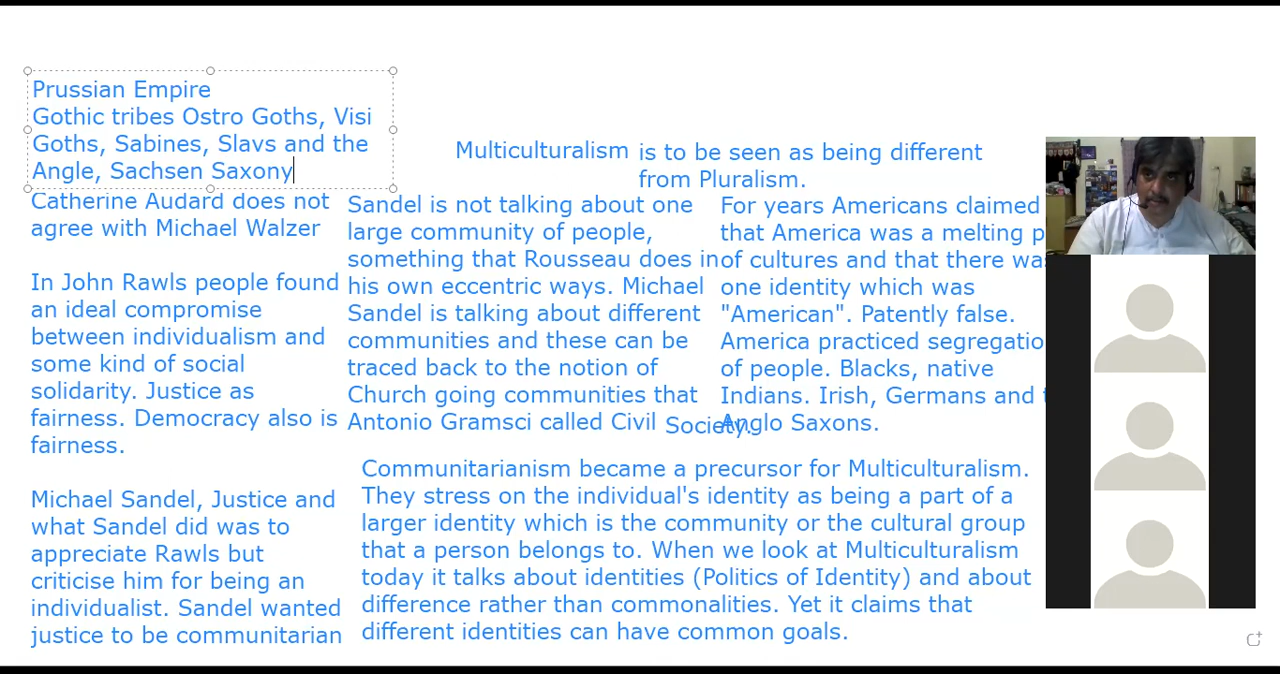 Prussian Empire
Gothic tribes Ostro Goths, Visi
Goths, Sabines, Slavs and the
Angle, Sachsen Saxony
Catherine Audard does not
agree with Michael Walzer
In John Rawls people found
an ideal compromise
between individualism and
some kind of social
solidarity. Justice as
fairness. Democracy also is
fairness.
Michael Sandel, Justice and
what Sandel did was to
appreciate Rawls but
criticise him for being an
individualist. Sandel wanted
justice to be communitarian
Multiculturalism is to be seen as being different
from Pluralism.
Sandel is not talking about one
large community of people,
something that Rousseau does in
his own eccentric ways. Michael
Sandel is talking about different
communities and these can be
traced back to the notion of
Church going communities that
Antonio Gramsci called Civil Society.
For years Americans claimed
that America was a melting
of cultures and that there
one identity which was
"American". Patently false.
America practiced
of people. Blacks, native
Indians. Irish, Germans and
Anglo Saxons.
Communitarianism became a precursor for Multiculturalism.
They stress on the individual's identity as being a part of a
larger identity which is the community or the cultural group
that a person belongs to. When we look at Multiculturalism
today it talks about identities (Politics of Identity) and about
difference rather than commonalities. Yet it claims that
different identities can have common goals.